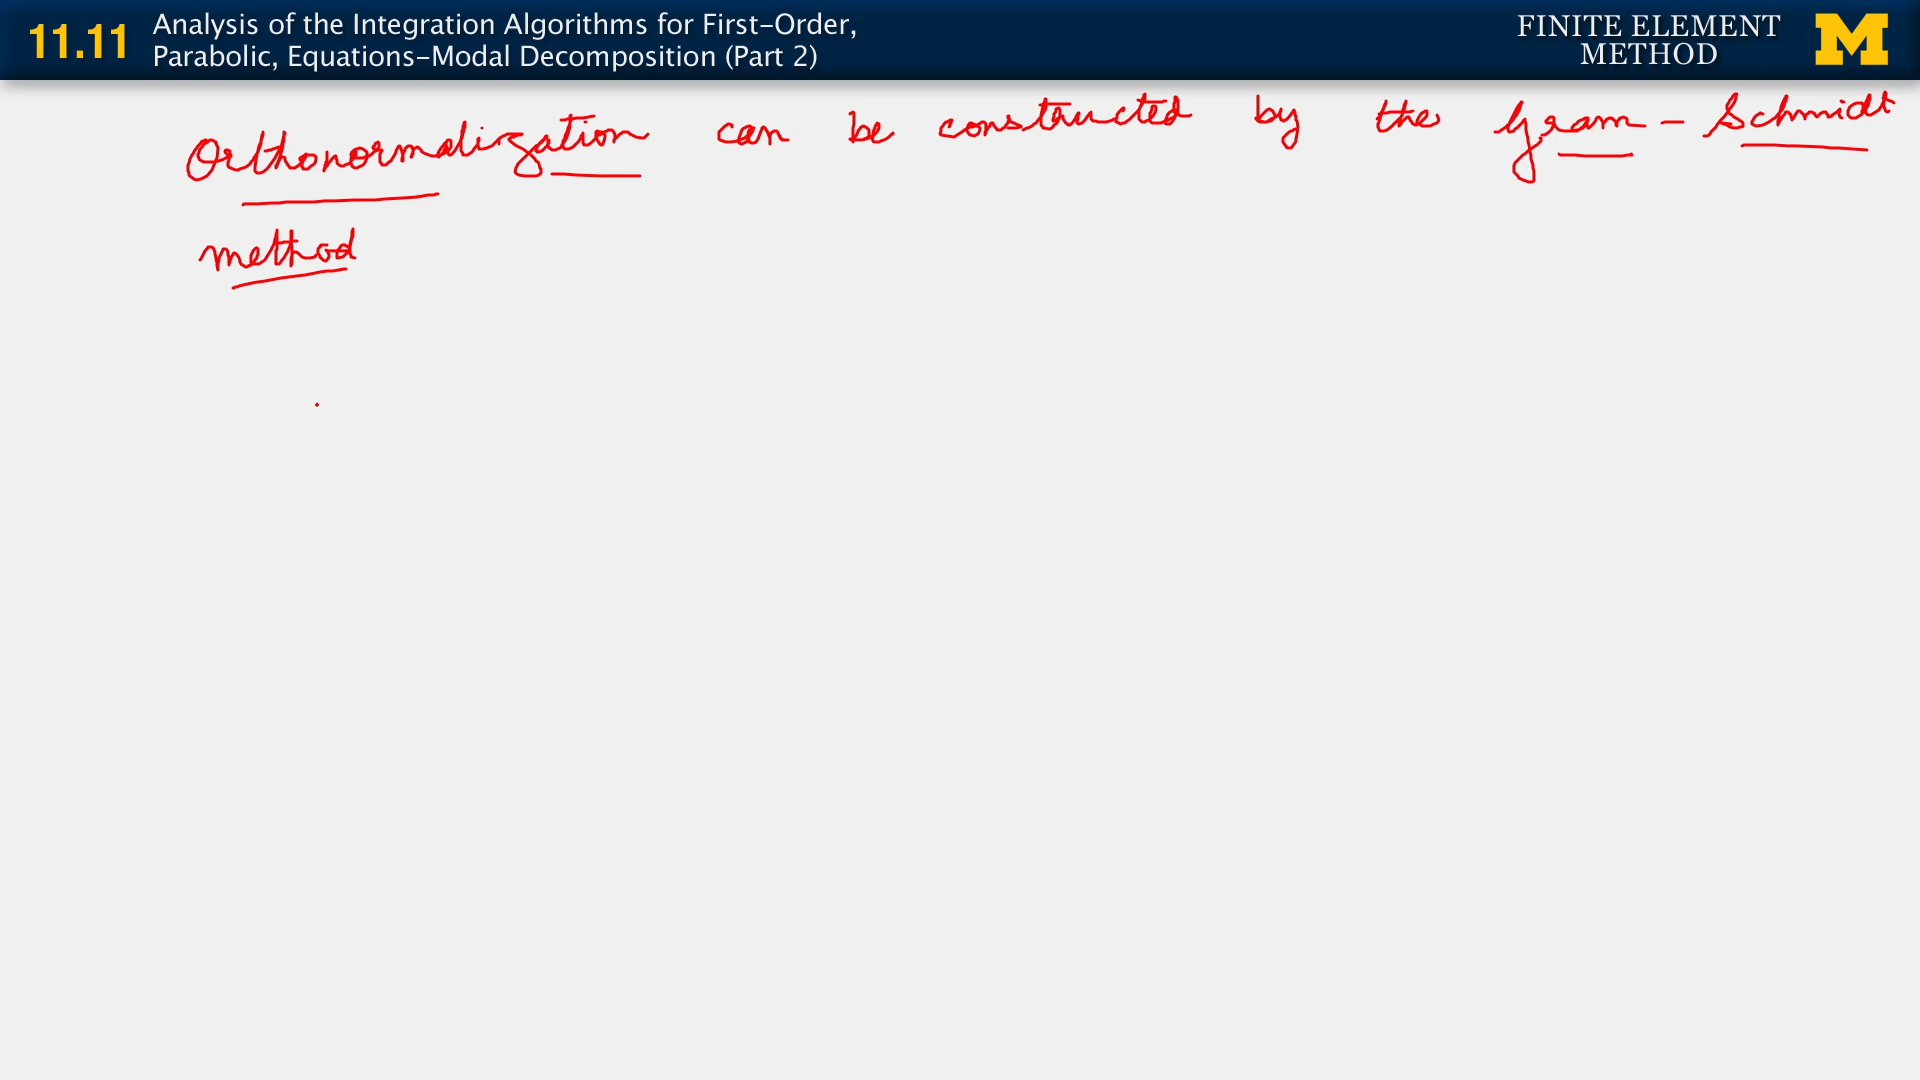 11.11
Analysis of the Integration Algorithms for First-Order,
Parabolic, Equations-Modal Decomposition (Part 2)
FINITE ELEMENT
METHOD
M
Orthonormalization can be constructed by the Gram - Schmidt
method